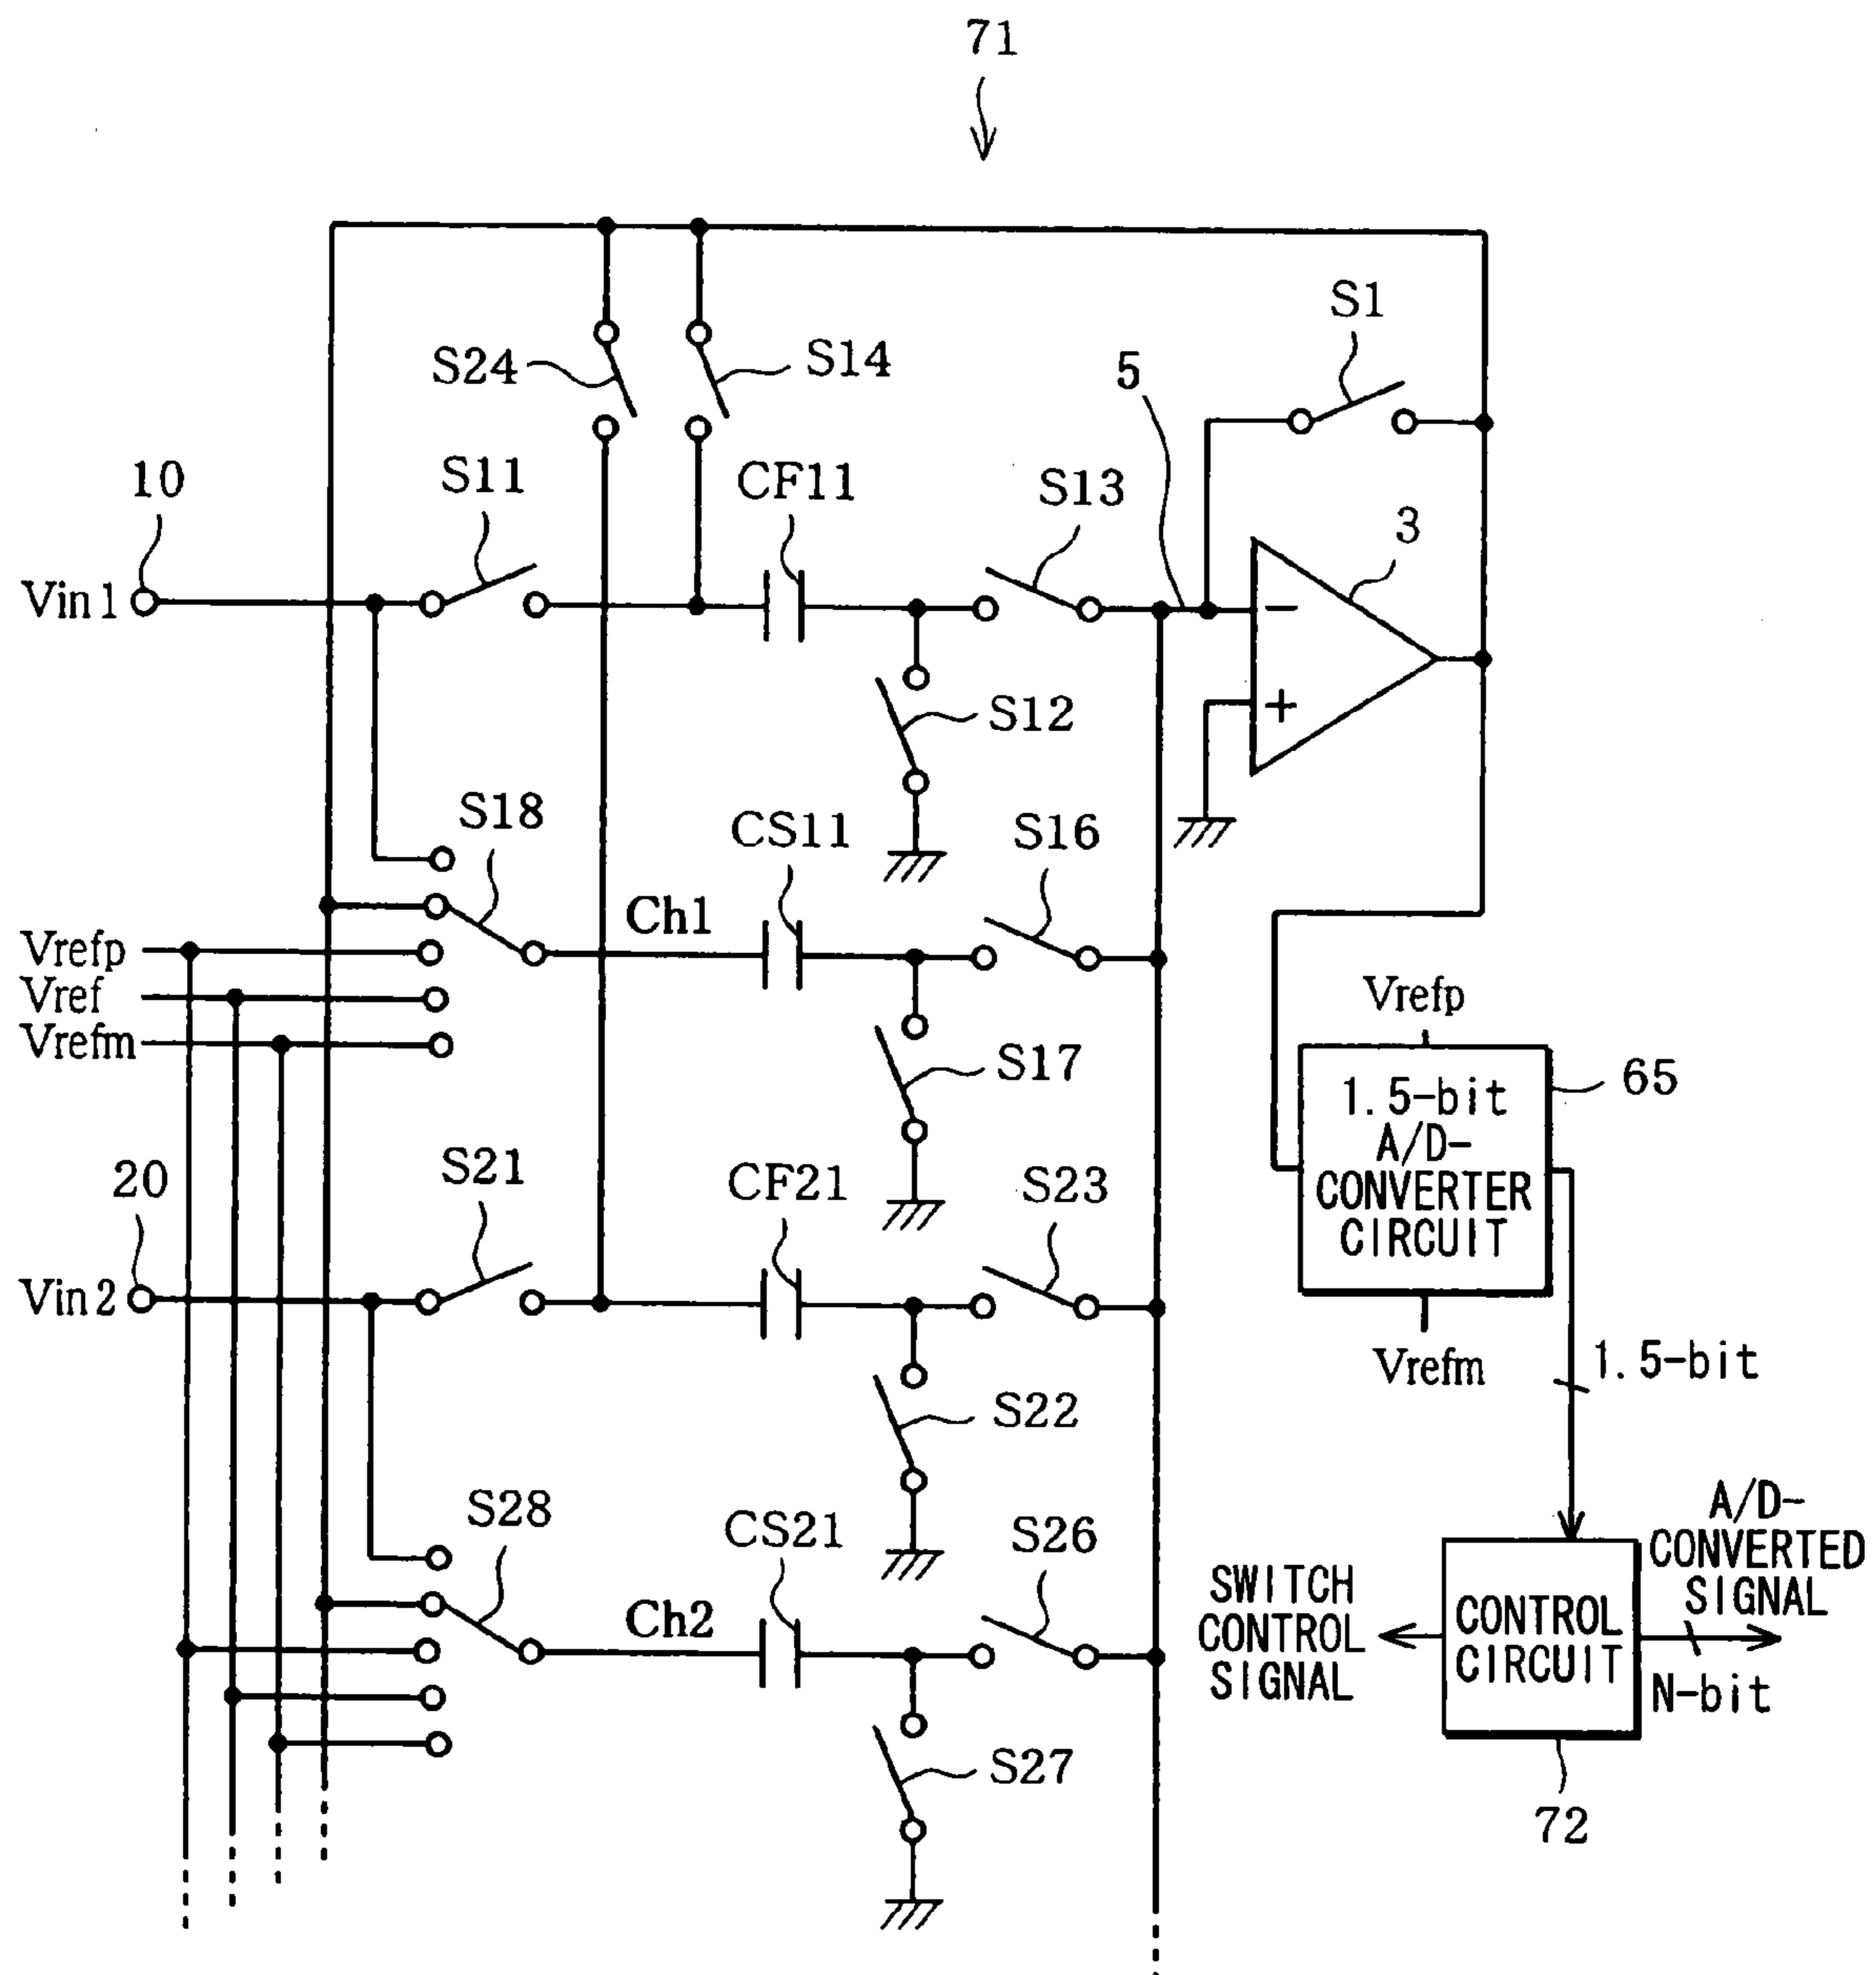 71
S24
S14
S1
5
10
S11
CF11
S13
3
Vin1
−
+
S12
S18
CS11
S16
Ch1
Vrefp
Vref
Vrefm
S17
Vrefp
65
1.5-bit
A/D-
CONVERTER
CIRCUIT
Vrefm
1.5-bit
20
S21
CF21
S23
Vin2
S22
S28
CS21
S26
Ch2
SWITCH
CONTROL
SIGNAL
CONTROL
CIRCUIT
A/D-
CONVERTED
SIGNAL
N-bit
S27
72